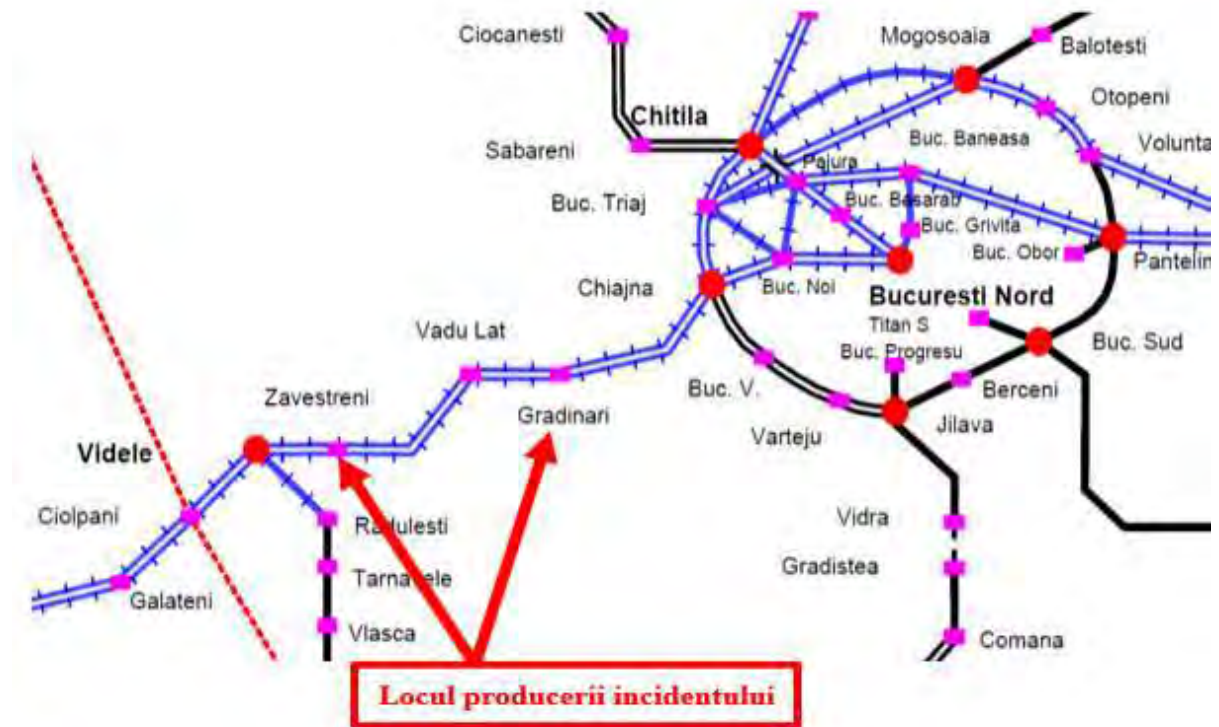 Ciocanesti
Mogosoaia
Balotesti
Otopeni
Chitila
Buc. Baneasa
Volunta
Sabareni
Pajura
Buc. Triaj
Buc. Basarab
Buc. Grivita
Buc. Obor
Pantelin
Chiajna
Buc. Noi
Bucuresti Nord
Vadu Lat
Titan S
Buc. Progresu
Buc. Sud
Zavestreni
Gradinari
Buc. V.
Berceni
Varteju
Jilava
Videle
Ciolpani
Radulesti
Vidra
Tarnavele
Gradistea
Galateni
Vlasca
Comana
Locul producerii incidentului